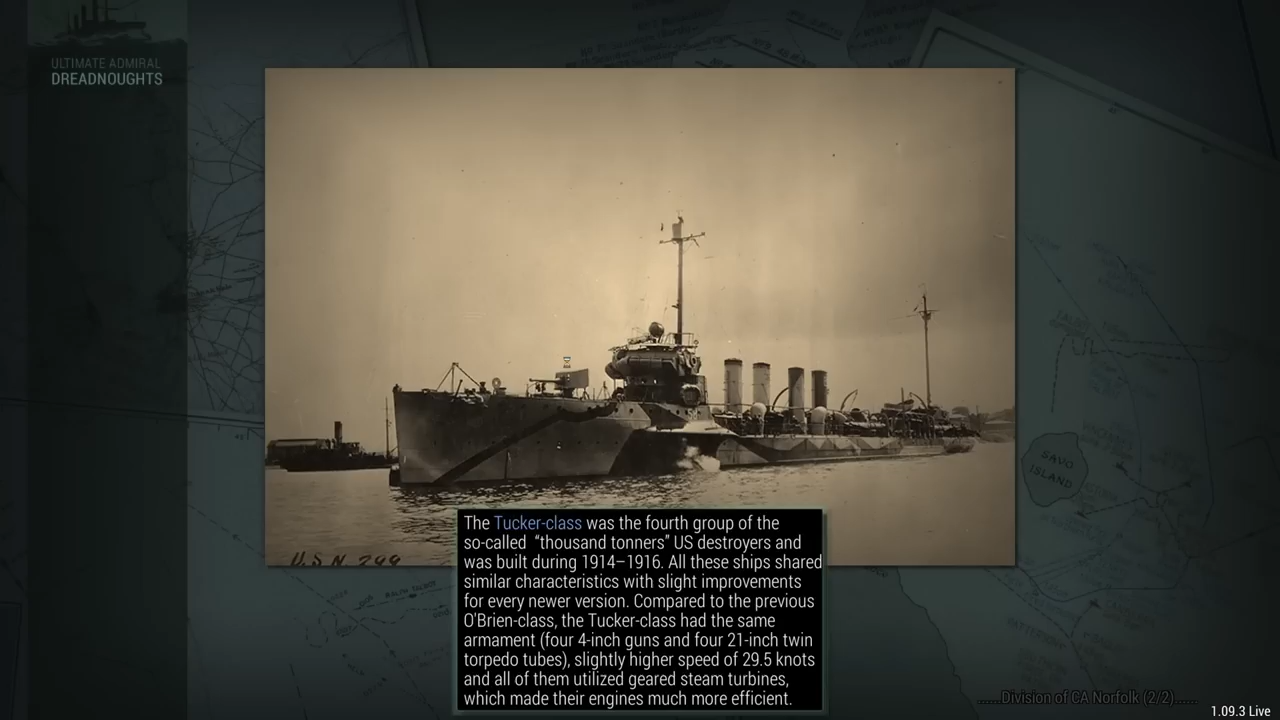 ULTIMATE ADMIRAL
DREADNOUGHTS
SAVO
ISLAND
U.S.N. 299
The Tucker-class was the fourth group of the
so-called “thousand tonners” US destroyers and
was built during 1914–1916. All these ships shared
similar characteristics with slight improvements
for every newer version. Compared to the previous
O'Brien-class, the Tucker-class had the same
armament (four 4-inch guns and four 21-inch twin
torpedo tubes), slightly higher speed of 29.5 knots
and all of them utilized geared steam turbines,
which made their engines much more efficient.
......Division of CA Norfolk (2/2).....
1.09.3 Live